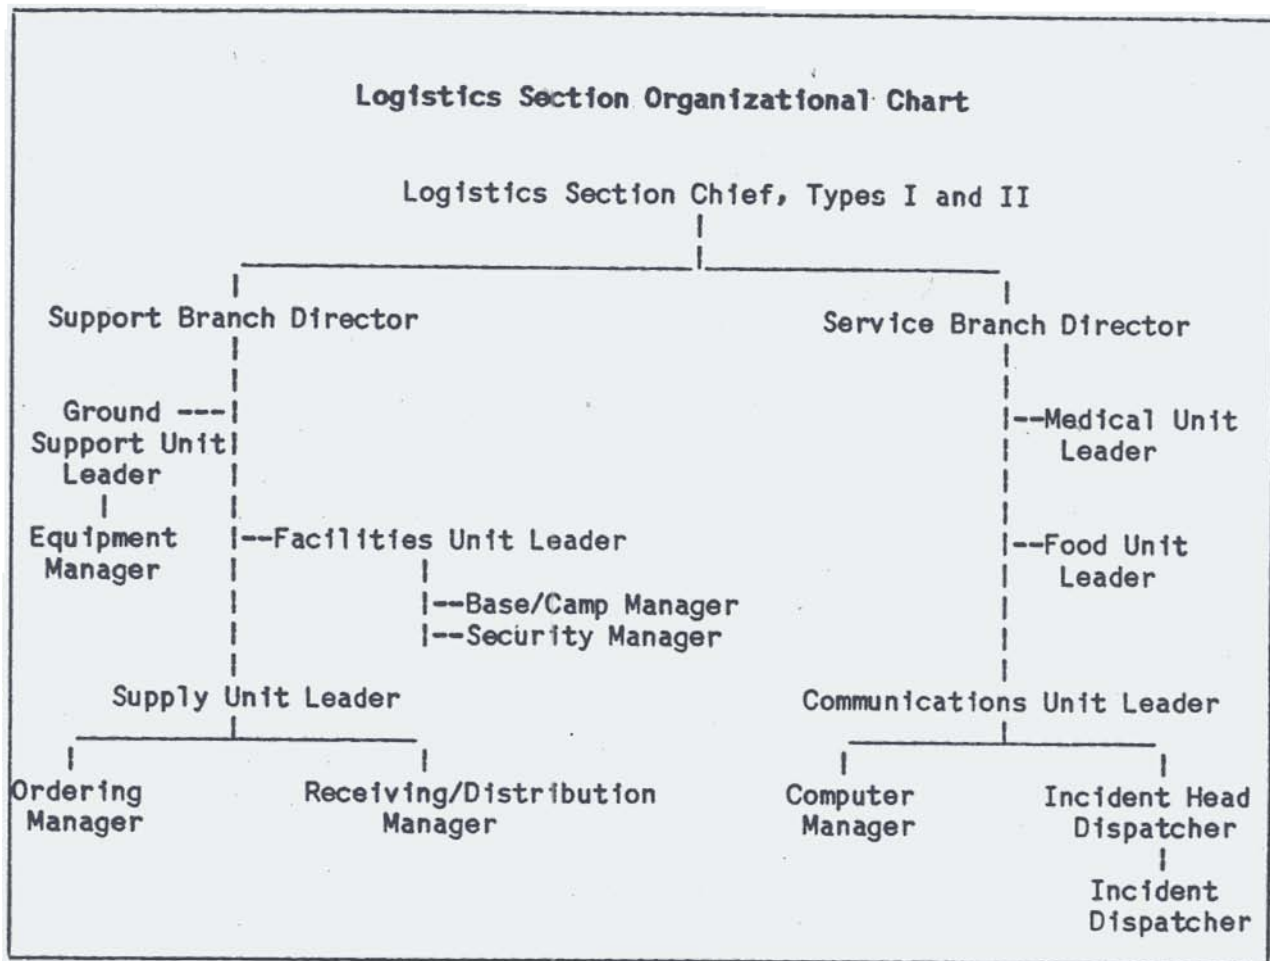 Logistics Section Organizational Chart
Logistics Section Chief, Types I and II
Support Branch Director
Service Branch Director
Ground
Support Unit
Leader
Equipment
Manager
Facilities Unit Leader
Base/Camp Manager
Security Manager
Medical Unit
Leader
Food Unit
Leader
Supply Unit Leader
Ordering
Manager
Receiving/Distribution
Manager
Communications Unit Leader
Computer
Manager
Incident Head
Dispatcher
Incident
Dispatcher